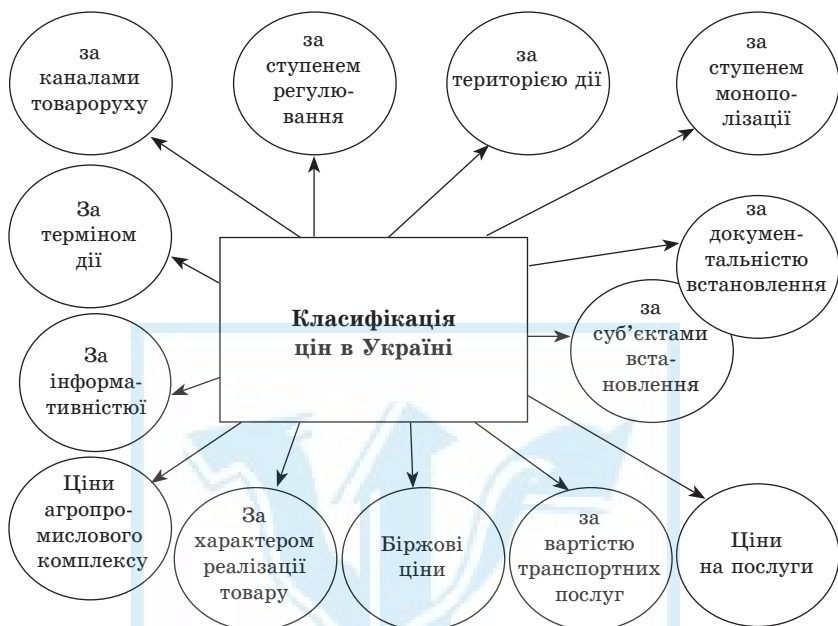 за
каналами
товароруху
за
ступенем
регулю-
вання
за
територією дії
за
ступенем
монопо-
лізації
За
терміном
дії
за
докумен-
тальністю
встановлення
Класифікація
цін в Україні
за
суб’єктами
вста-
новлення
За
інформа-
тивністюї
Ціни
агропро-
мислового
комплексу
За
характером
реалізації
товару
Біржові
ціни
за
вартістю
транспортних
послуг
Ціни
на послуги